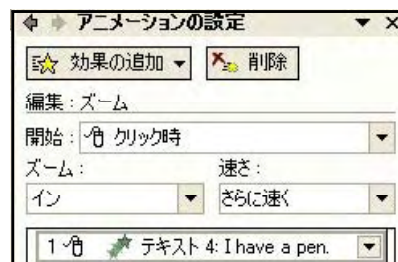 アニメーションの設定
効果の追加 削除
編集：ズーム
開始： クリック時
ズーム： 速さ：
イン さらに速く
1 テキスト 4: I have a pen.